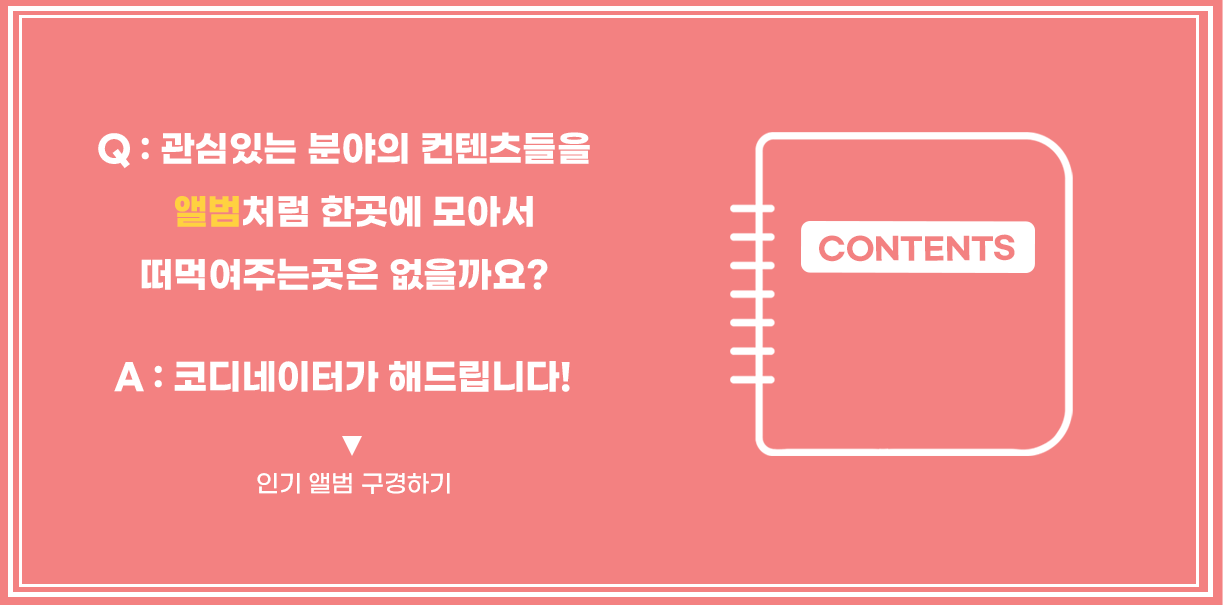 Q : 관심있는 분야의 컨텐츠들을
앨범처럼 한곳에 모아서
떠먹여주는곳은 없을까요?
A : 코디네이터가 해드립니다!
▼
인기 앨범 구경하기
CONTENTS